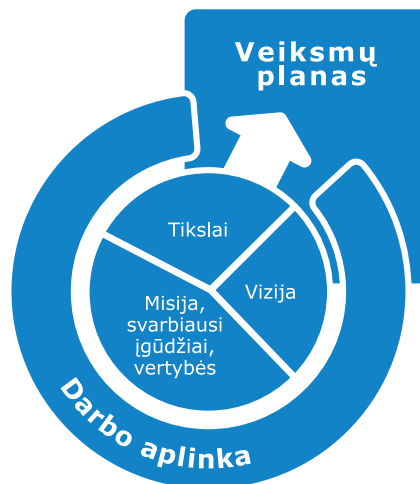 Veiksmų
planas
Tikslai
Vizija
Misija,
svarbiausi
įgūdžiai,
vertybės
Darbo aplinka